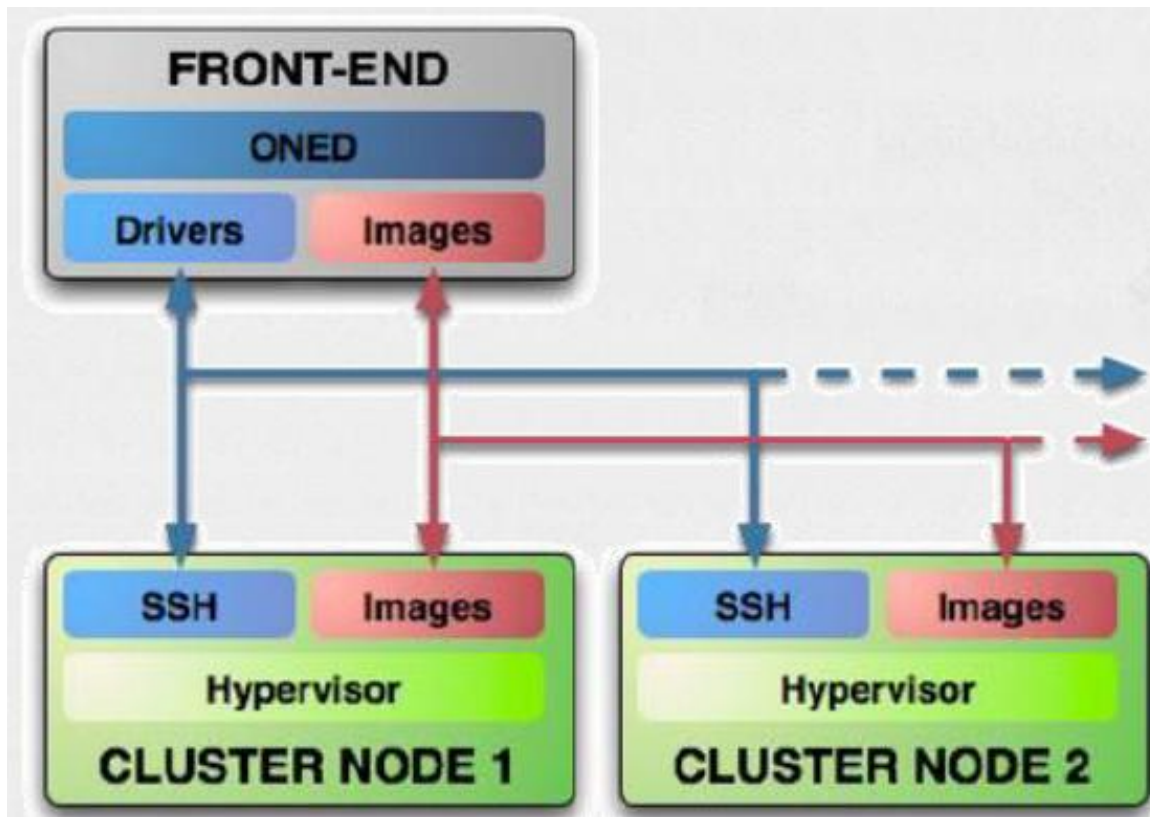 FRONT-END
ONED
Drivers Images
SSH Images
Hypervisor
CLUSTER NODE 1
SSH Images
Hypervisor
CLUSTER NODE 2